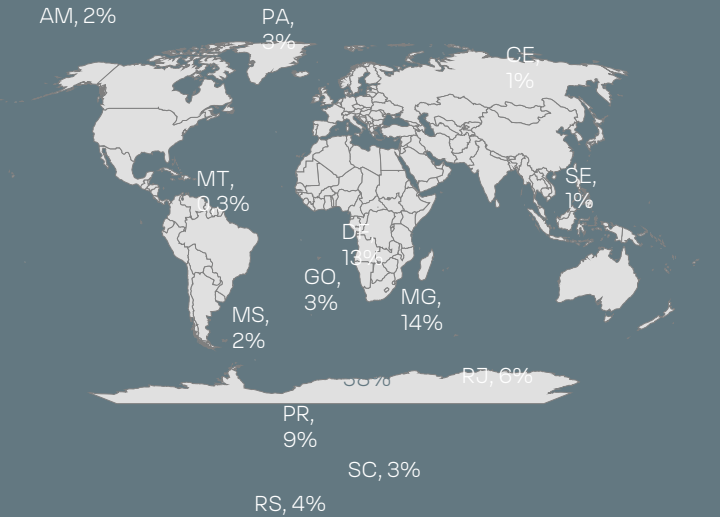 AM, 2%
PA,
3%
CE,
1%
MT,
0,3%
SE,
1%
DF,
13%
GO,
3%
MG,
14%
MS,
2%
38%
RJ, 6%
PR,
9%
SC, 3%
RS, 4%